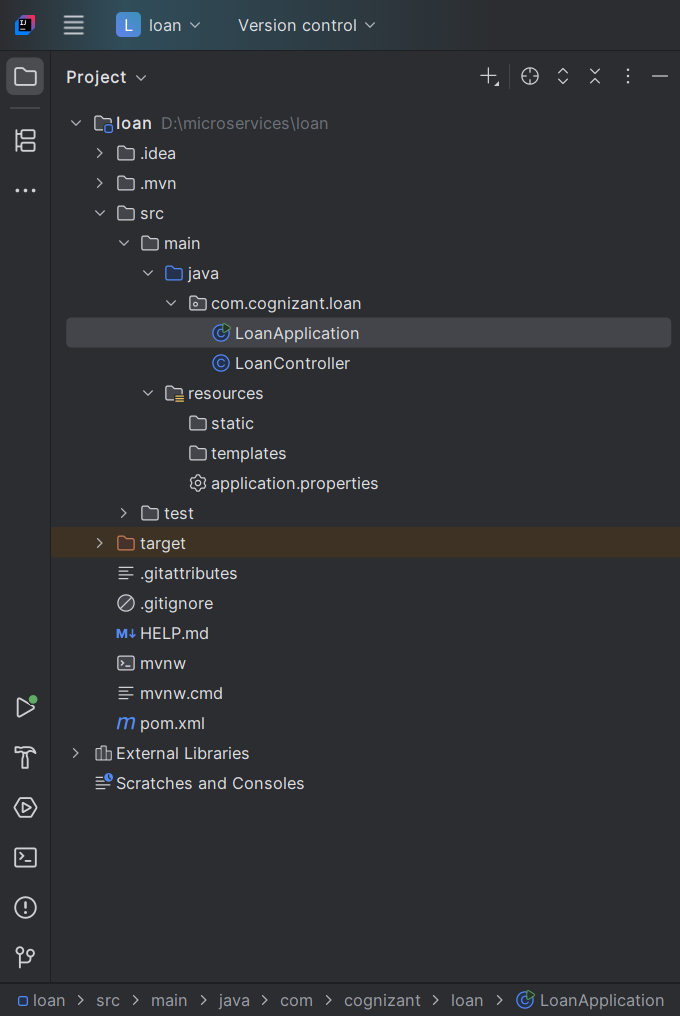 L loan Version control
Project
loan D:\microservices\loan
.idea
.mvn
src
main
java
com.cognizant.loan
LoanApplication
LoanController
resources
static
templates
application.properties
test
target
.gitattributes
.gitignore
HELP.md
mvnw
mvnw.cmd
pom.xml
External Libraries
Scratches and Consoles
loan > src > main > java > com > cognizant > loan > LoanApplication